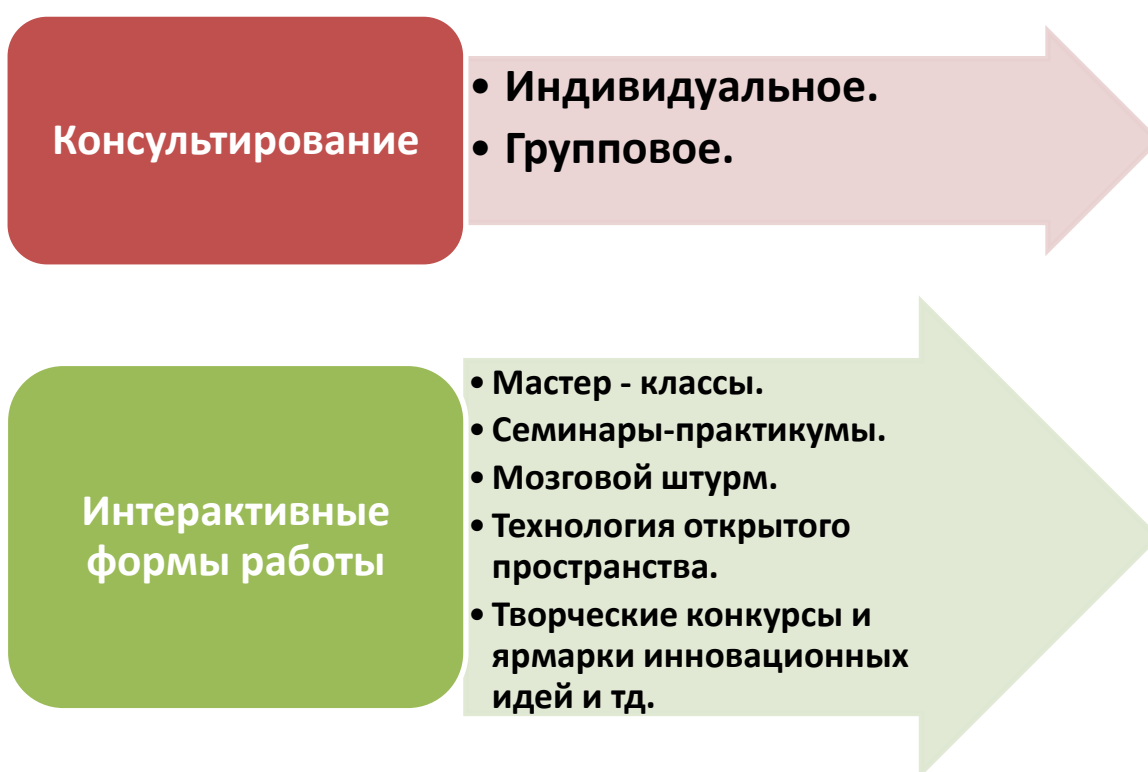 Консультирование
• Индивидуальное.
• Групповое.
Интерактивные
формы работы
• Мастер - классы.
• Семинары-практикумы.
• Мозговой штурм.
• Технология открытого
пространства.
• Творческие конкурсы и
ярмарки инновационных
идей и тд.